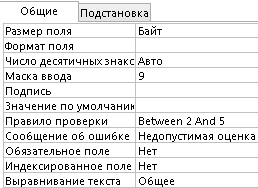 Общие Подстановка
Размер поля Байт
Формат поля
Число десятичных знакс Авто
Маска ввода 9
Подпись
Значение по умолчани
Правило проверки Between 2 And 5
Сообщение об ошибке Недопустимая оценка
Обязательное поле Нет
Индексированное поле Нет
Выравнивание текста Общее